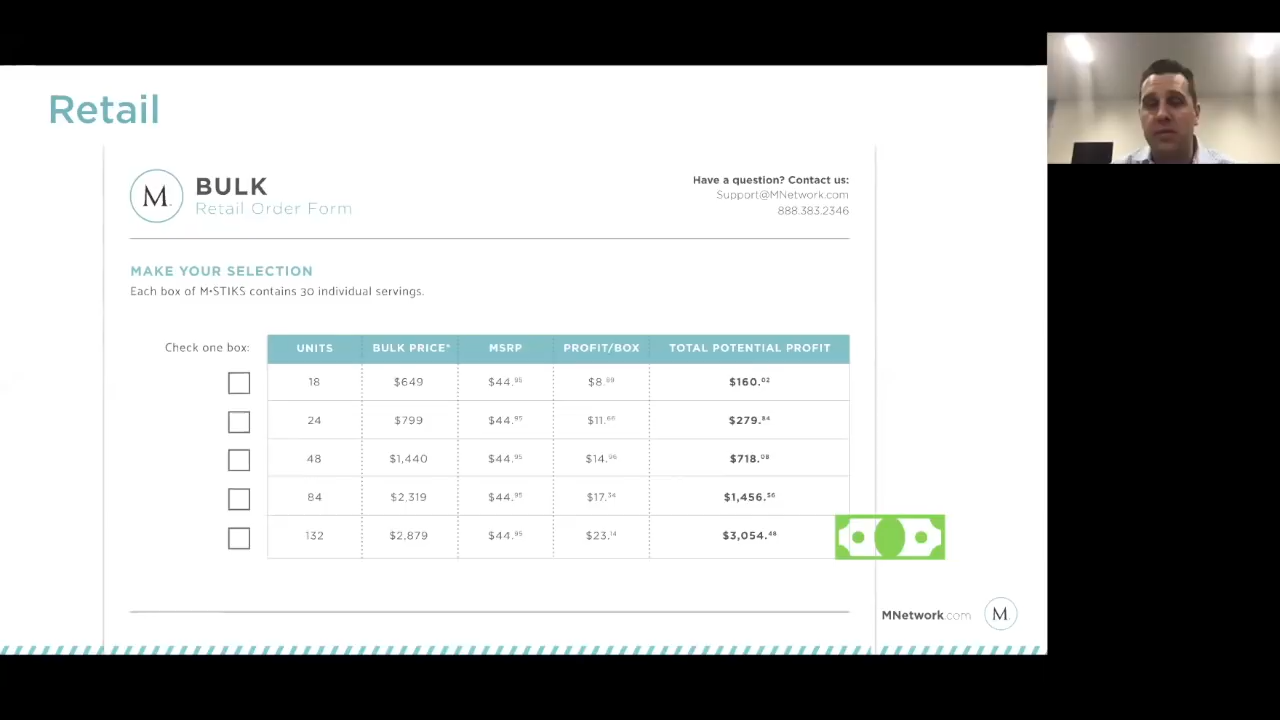 Retail
M.
BULK
Retail Order Form
Have a question? Contact us:
Support@MNetwork.com
888.383.2346
MAKE YOUR SELECTION
Each box of M•STIKS contains 30 individual servings.
Check one box:
UNITS BULK PRICE* MSRP PROFIT/BOX TOTAL POTENTIAL PROFIT
18 $649 $44.95 $8.89 $160.02
24 $799 $44.95 $11.66 $279.84
48 $1,440 $44.95 $14.96 $718.08
84 $2,319 $44.95 $17.34 $1,456.56
132 $2,879 $44.95 $23.14 $3,054.48
MNetwork.com M.